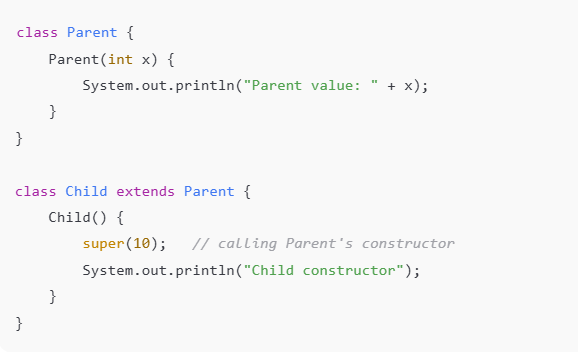 class Parent {
    Parent(int x) {
        System.out.println("Parent value: " + x);
    }
}

class Child extends Parent {
    Child() {
        super(10);   // calling Parent's constructor
        System.out.println("Child constructor");
    }
}